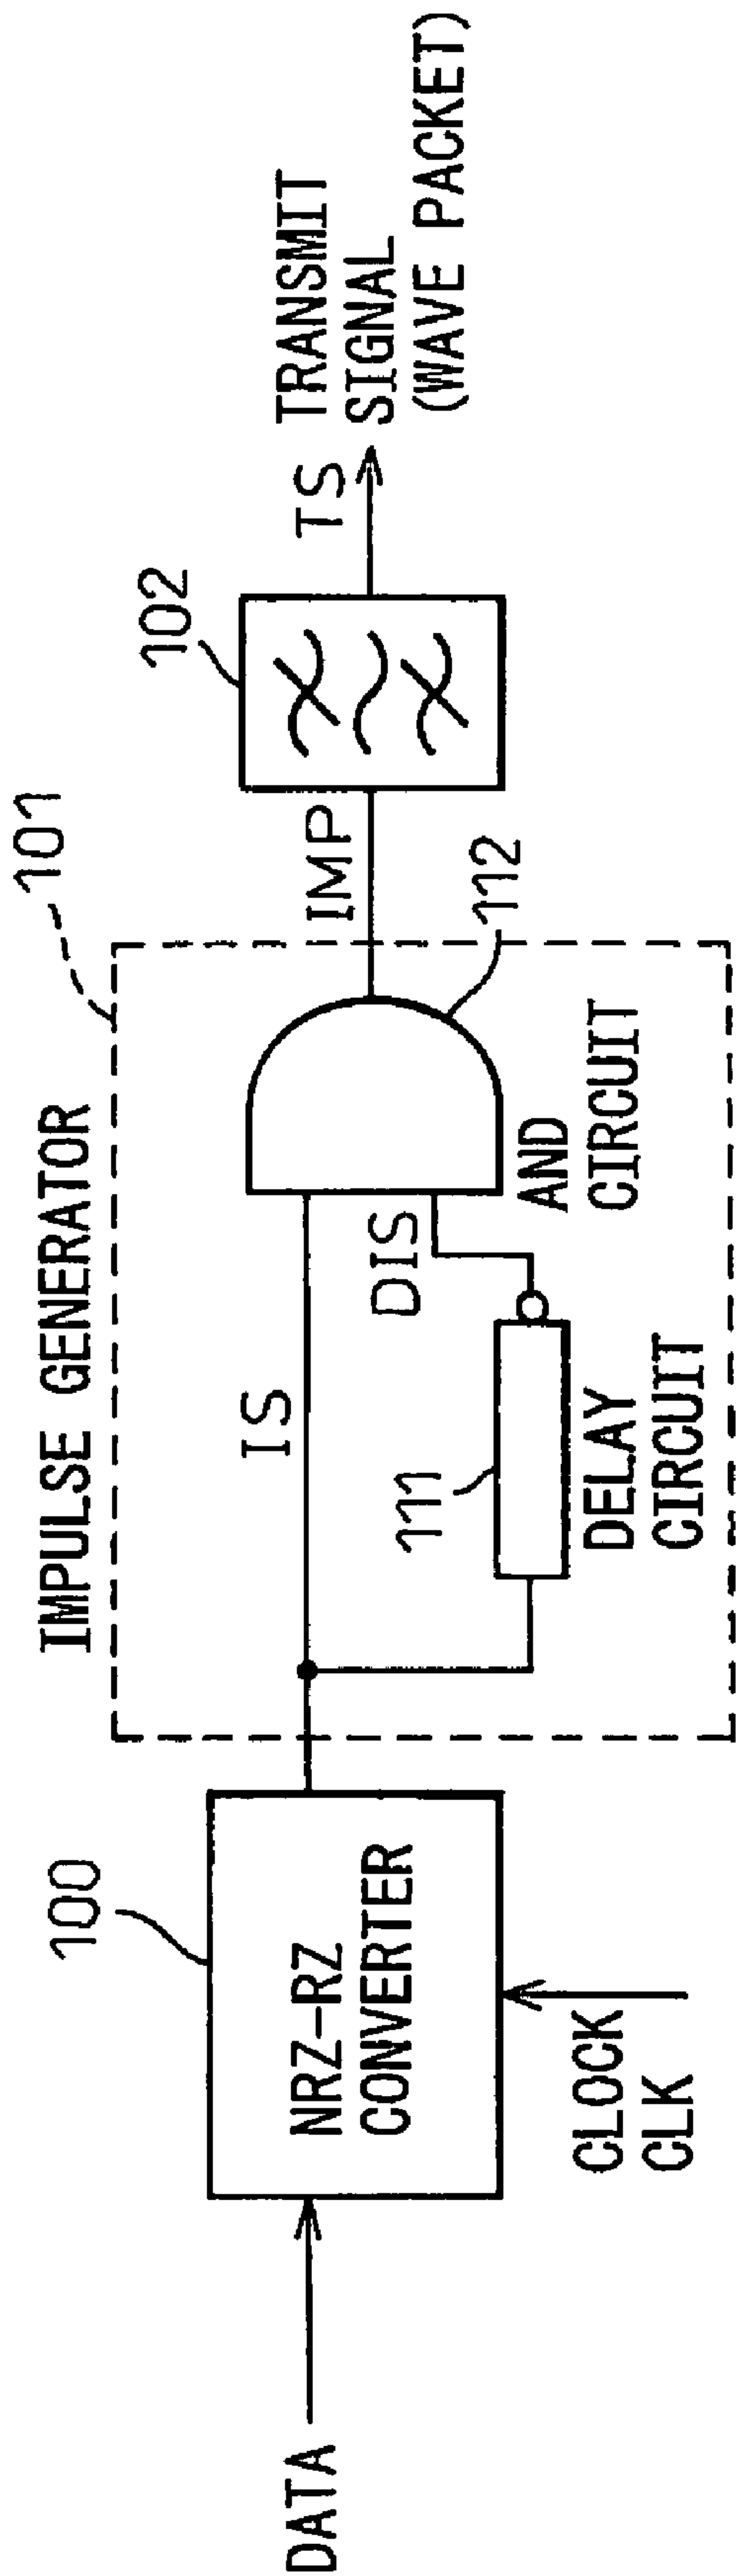 101
IMPULSE GENERATOR
102
TRANSMIT
SIGNAL
(WAVE PACKET)
100
IS
IMP
TS
DATA
NRZ-RZ
CONVERTER
DIS
112
111
AND
CIRCUIT
CLOCK
CLK
DELAY
CIRCUIT